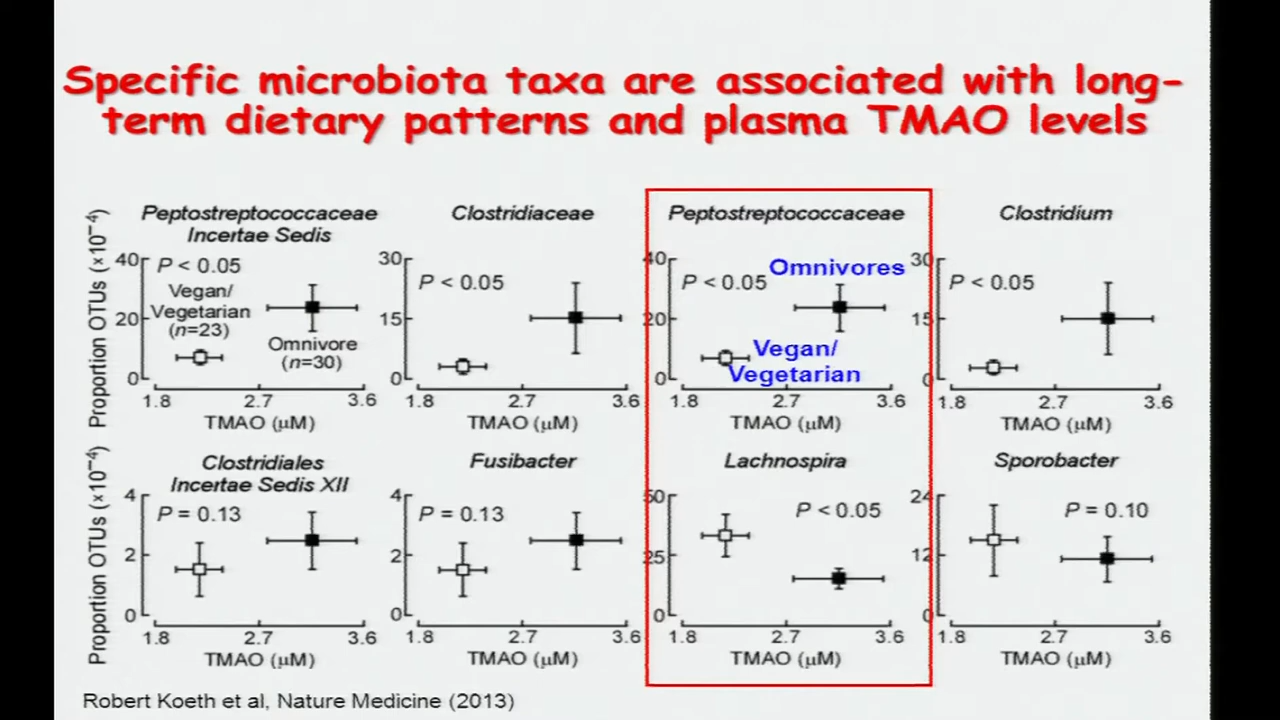 Specific microbiota taxa are associated with long-
term dietary patterns and plasma TMAO levels
Peptostreptococcaceae
Incertae Sedis
Proportion OTUs (×10⁻⁴)
40
20
0
P < 0.05
Vegan/
Vegetarian
(n=23)
Omnivore
(n=30)
1.8 2.7 3.6
TMAO (μM)
Clostridiaceae
30
15
0
P < 0.05
1.8 2.7 3.6
TMAO (μM)
Peptostreptococcaceae
40
20
0
P < 0.05
Omnivores
Vegan/
Vegetarian
1.8 2.7 3.6
TMAO (μM)
Clostridium
30
15
0
P < 0.05
1.8 2.7 3.6
TMAO (μM)
Clostridiales
Incertae Sedis XII
Proportion OTUs (×10⁻⁴)
4
2
0
P = 0.13
1.8 2.7 3.6
TMAO (μM)
Fusibacter
4
2
0
P = 0.13
1.8 2.7 3.6
TMAO (μM)
Lachnospira
50
25
0
P < 0.05
1.8 2.7 3.6
TMAO (μM)
Sporobacter
24
12
0
P = 0.10
1.8 2.7 3.6
TMAO (μM)
Robert Koeth et al, Nature Medicine (2013)